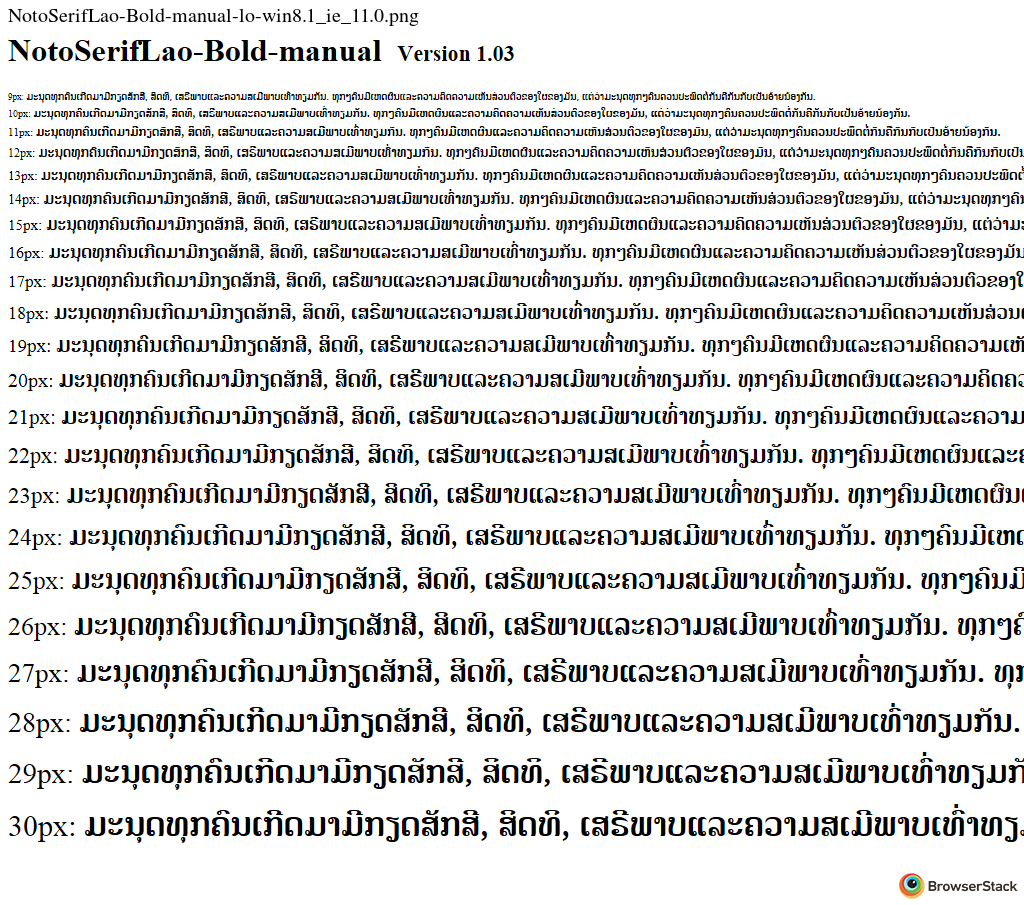 NotoSerifLao-Bold-manual-lo-win8.1_ie_11.0.png
NotoSerifLao-Bold-manual Version 1.03
9px: ມະນຸດທຸກຄົນເກີດມາມີກຽດສັກສີ, ສິດທິ, ເສຣີພາບແລະຄວາມສເມີພາບເທົ່າທຽມກັນ. ທຸກໆຄົນມີເຫດຜົນແລະຄວາມຄິດຄວາມເຫັນສ່ວນຕົວຂອງໃຜຂອງມັນ, ແຕ່ວ່າມະນຸດທຸກໆຄົນຄວນປະພຶດຕໍ່ກັນຄືກັນກັບເປັນອ້າຍນ້ອງກັນ.
10px: ມະນຸດທຸກຄົນເກີດມາມີກຽດສັກສີ, ສິດທິ, ເສຣີພາບແລະຄວາມສເມີພາບເທົ່າທຽມກັນ. ທຸກໆຄົນມີເຫດຜົນແລະຄວາມຄິດຄວາມເຫັນສ່ວນຕົວຂອງໃຜຂອງມັນ, ແຕ່ວ່າມະນຸດທຸກໆຄົນຄວນປະພຶດຕໍ່ກັນຄືກັນກັບເປັນອ້າຍນ້ອງກັນ.
11px: ມະນຸດທຸກຄົນເກີດມາມີກຽດສັກສີ, ສິດທິ, ເສຣີພາບແລະຄວາມສເມີພາບເທົ່າທຽມກັນ. ທຸກໆຄົນມີເຫດຜົນແລະຄວາມຄິດຄວາມເຫັນສ່ວນຕົວຂອງໃຜຂອງມັນ, ແຕ່ວ່າມະນຸດທຸກໆຄົນຄວນປະພຶດຕໍ່ກັນຄືກັນກັບເປັນອ້າຍນ້ອງກັນ.
12px: ມະນຸດທຸກຄົນເກີດມາມີກຽດສັກສີ, ສິດທິ, ເສຣີພາບແລະຄວາມສເມີພາບເທົ່າທຽມກັນ. ທຸກໆຄົນມີເຫດຜົນແລະຄວາມຄິດຄວາມເຫັນສ່ວນຕົວຂອງໃຜຂອງມັນ, ແຕ່ວ່າມະນຸດທຸກໆຄົນຄວນປະພຶດຕໍ່ກັນຄືກັນກັບເປັນ
13px: ມະນຸດທຸກຄົນເກີດມາມີກຽດສັກສີ, ສິດທິ, ເສຣີພາບແລະຄວາມສເມີພາບເທົ່າທຽມກັນ. ທຸກໆຄົນມີເຫດຜົນແລະຄວາມຄິດຄວາມເຫັນສ່ວນຕົວຂອງໃຜຂອງມັນ, ແຕ່ວ່າມະນຸດທຸກໆຄົນຄວນປະພຶດຕໍ່
14px: ມະນຸດທຸກຄົນເກີດມາມີກຽດສັກສີ, ສິດທິ, ເສຣີພາບແລະຄວາມສເມີພາບເທົ່າທຽມກັນ. ທຸກໆຄົນມີເຫດຜົນແລະຄວາມຄິດຄວາມເຫັນສ່ວນຕົວຂອງໃຜຂອງມັນ, ແຕ່ວ່າມະນຸດທຸກໆຄົນ
15px: ມະນຸດທຸກຄົນເກີດມາມີກຽດສັກສີ, ສິດທິ, ເສຣີພາບແລະຄວາມສເມີພາບເທົ່າທຽມກັນ. ທຸກໆຄົນມີເຫດຜົນແລະຄວາມຄິດຄວາມເຫັນສ່ວນຕົວຂອງໃຜຂອງມັນ, ແຕ່ວ່າມະ
16px: ມະນຸດທຸກຄົນເກີດມາມີກຽດສັກສີ, ສິດທິ, ເສຣີພາບແລະຄວາມສເມີພາບເທົ່າທຽມກັນ. ທຸກໆຄົນມີເຫດຜົນແລະຄວາມຄິດຄວາມເຫັນສ່ວນຕົວຂອງໃຜຂອງມັນ
17px: ມະນຸດທຸກຄົນເກີດມາມີກຽດສັກສີ, ສິດທິ, ເສຣີພາບແລະຄວາມສເມີພາບເທົ່າທຽມກັນ. ທຸກໆຄົນມີເຫດຜົນແລະຄວາມຄິດຄວາມເຫັນສ່ວນຕົວຂອງໃ
18px: ມະນຸດທຸກຄົນເກີດມາມີກຽດສັກສີ, ສິດທິ, ເສຣີພາບແລະຄວາມສເມີພາບເທົ່າທຽມກັນ. ທຸກໆຄົນມີເຫດຜົນແລະຄວາມຄິດຄວາມເຫັນສ່ວນ
19px: ມະນຸດທຸກຄົນເກີດມາມີກຽດສັກສີ, ສິດທິ, ເສຣີພາບແລະຄວາມສເມີພາບເທົ່າທຽມກັນ. ທຸກໆຄົນມີເຫດຜົນແລະຄວາມຄິດຄວາມເຫັ
20px: ມະນຸດທຸກຄົນເກີດມາມີກຽດສັກສີ, ສິດທິ, ເສຣີພາບແລະຄວາມສເມີພາບເທົ່າທຽມກັນ. ທຸກໆຄົນມີເຫດຜົນແລະຄວາມຄິດຄວ
21px: ມະນຸດທຸກຄົນເກີດມາມີກຽດສັກສີ, ສິດທິ, ເສຣີພາບແລະຄວາມສເມີພາບເທົ່າທຽມກັນ. ທຸກໆຄົນມີເຫດຜົນແລະຄວາມ
22px: ມະນຸດທຸກຄົນເກີດມາມີກຽດສັກສີ, ສິດທິ, ເສຣີພາບແລະຄວາມສເມີພາບເທົ່າທຽມກັນ. ທຸກໆຄົນມີເຫດຜົນແລະຄ
23px: ມະນຸດທຸກຄົນເກີດມາມີກຽດສັກສີ, ສິດທິ, ເສຣີພາບແລະຄວາມສເມີພາບເທົ່າທຽມກັນ. ທຸກໆຄົນມີເຫດຜົນ
24px: ມະນຸດທຸກຄົນເກີດມາມີກຽດສັກສີ, ສິດທິ, ເສຣີພາບແລະຄວາມສເມີພາບເທົ່າທຽມກັນ. ທຸກໆຄົນມີເຫດ
25px: ມະນຸດທຸກຄົນເກີດມາມີກຽດສັກສີ, ສິດທິ, ເສຣີພາບແລະຄວາມສເມີພາບເທົ່າທຽມກັນ. ທຸກໆຄົນມີ
26px: ມະນຸດທຸກຄົນເກີດມາມີກຽດສັກສີ, ສິດທິ, ເສຣີພາບແລະຄວາມສເມີພາບເທົ່າທຽມກັນ. ທຸກໆຄົ
27px: ມະນຸດທຸກຄົນເກີດມາມີກຽດສັກສີ, ສິດທິ, ເສຣີພາບແລະຄວາມສເມີພາບເທົ່າທຽມກັນ. ທຸກ
28px: ມະນຸດທຸກຄົນເກີດມາມີກຽດສັກສີ, ສິດທິ, ເສຣີພາບແລະຄວາມສເມີພາບເທົ່າທຽມກັນ.
29px: ມະນຸດທຸກຄົນເກີດມາມີກຽດສັກສີ, ສິດທິ, ເສຣີພາບແລະຄວາມສເມີພາບເທົ່າທຽມກັ
30px: ມະນຸດທຸກຄົນເກີດມາມີກຽດສັກສີ, ສິດທິ, ເສຣີພາບແລະຄວາມສເມີພາບເທົ່າທຽ
BrowserStack